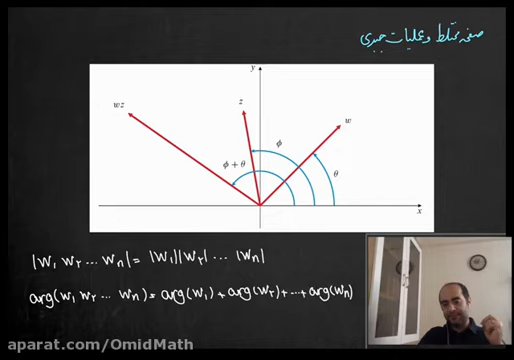 صفحه مختلط و عملیات جبری
y
wz
z
w
ϕ
ϕ + θ
θ
x
|w₁ w₂ ... wₙ| = |w₁||w₂| ... |wₙ|
arg(w₁ w₂ ... wₙ) = arg(w₁) + arg(w₂) + ... + arg(wₙ)
aparat.com/OmidMath